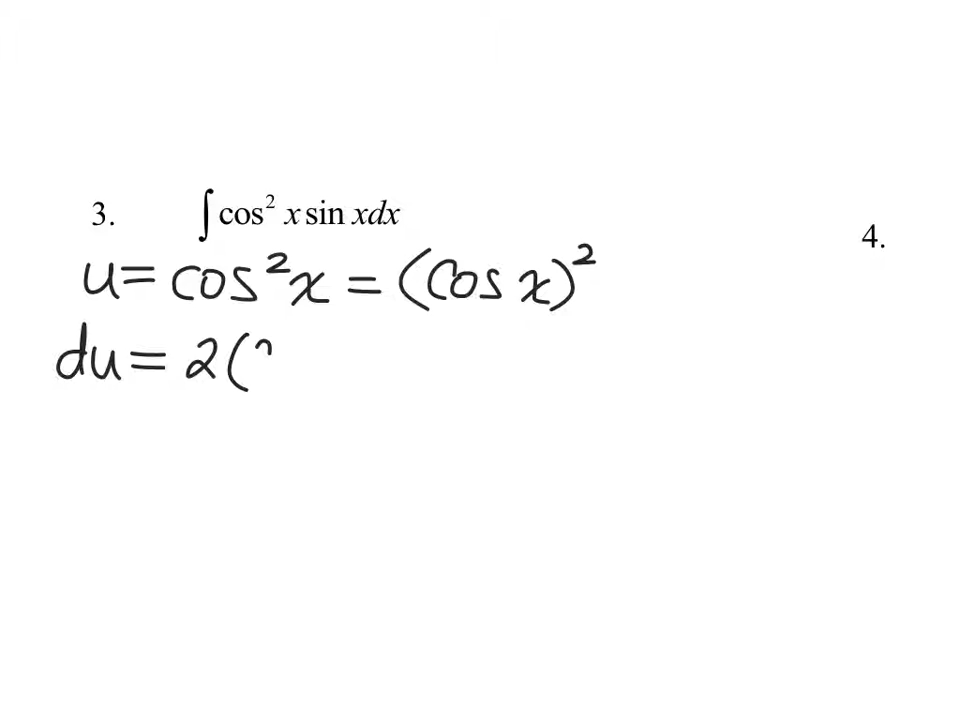 3. ∫cos² x sin xdx
4.
u = cos²x = (cos x)²
du = 2(